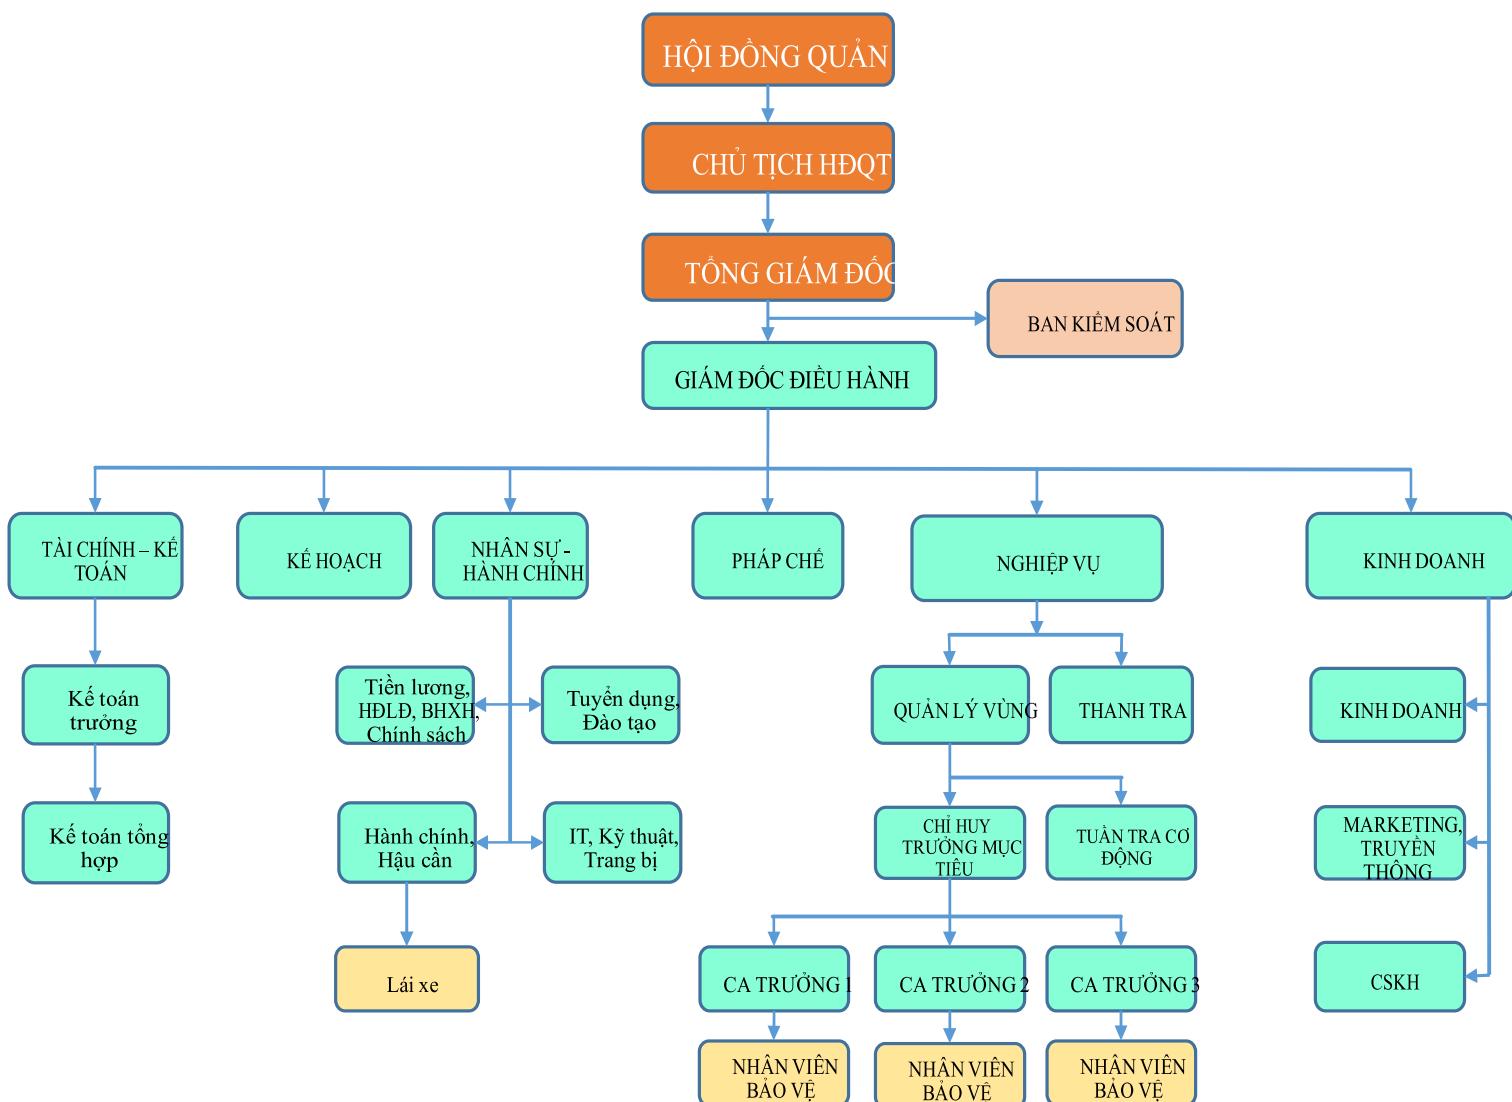 HỘI ĐỒNG QUẢN
CHỦ TỊCH HĐQT
TỔNG GIÁM ĐỐC
BAN KIỂM SOÁT
GIÁM ĐỐC ĐIỀU HÀNH
TÀI CHÍNH – KẾ
TOÁN
KẾ HOẠCH
NHÂN SỰ -
HÀNH CHÍNH
PHÁP CHẾ
NGHIỆP VỤ
KINH DOANH
Kế toán
trưởng
Tiền lương,
HĐLĐ, BHXH,
Chính sách
Tuyển dụng,
Đào tạo
QUẢN LÝ VÙNG
THANH TRA
KINH DOANH
Kế toán tổng
hợp
Hành chính,
Hậu cần
IT, Kỹ thuật,
Trang bị
CHỈ HUY
TRƯỞNG MỤC
TIÊU
TUẦN TRA CƠ
ĐỘNG
MARKETING,
TRUYỀN
THÔNG
Lái xe
CA TRƯỞNG 1
CA TRƯỞNG 2
CA TRƯỞNG 3
CSKH
NHÂN VIÊN
BẢO VỆ
NHÂN VIÊN
BẢO VỆ
NHÂN VIÊN
BẢO VỆ